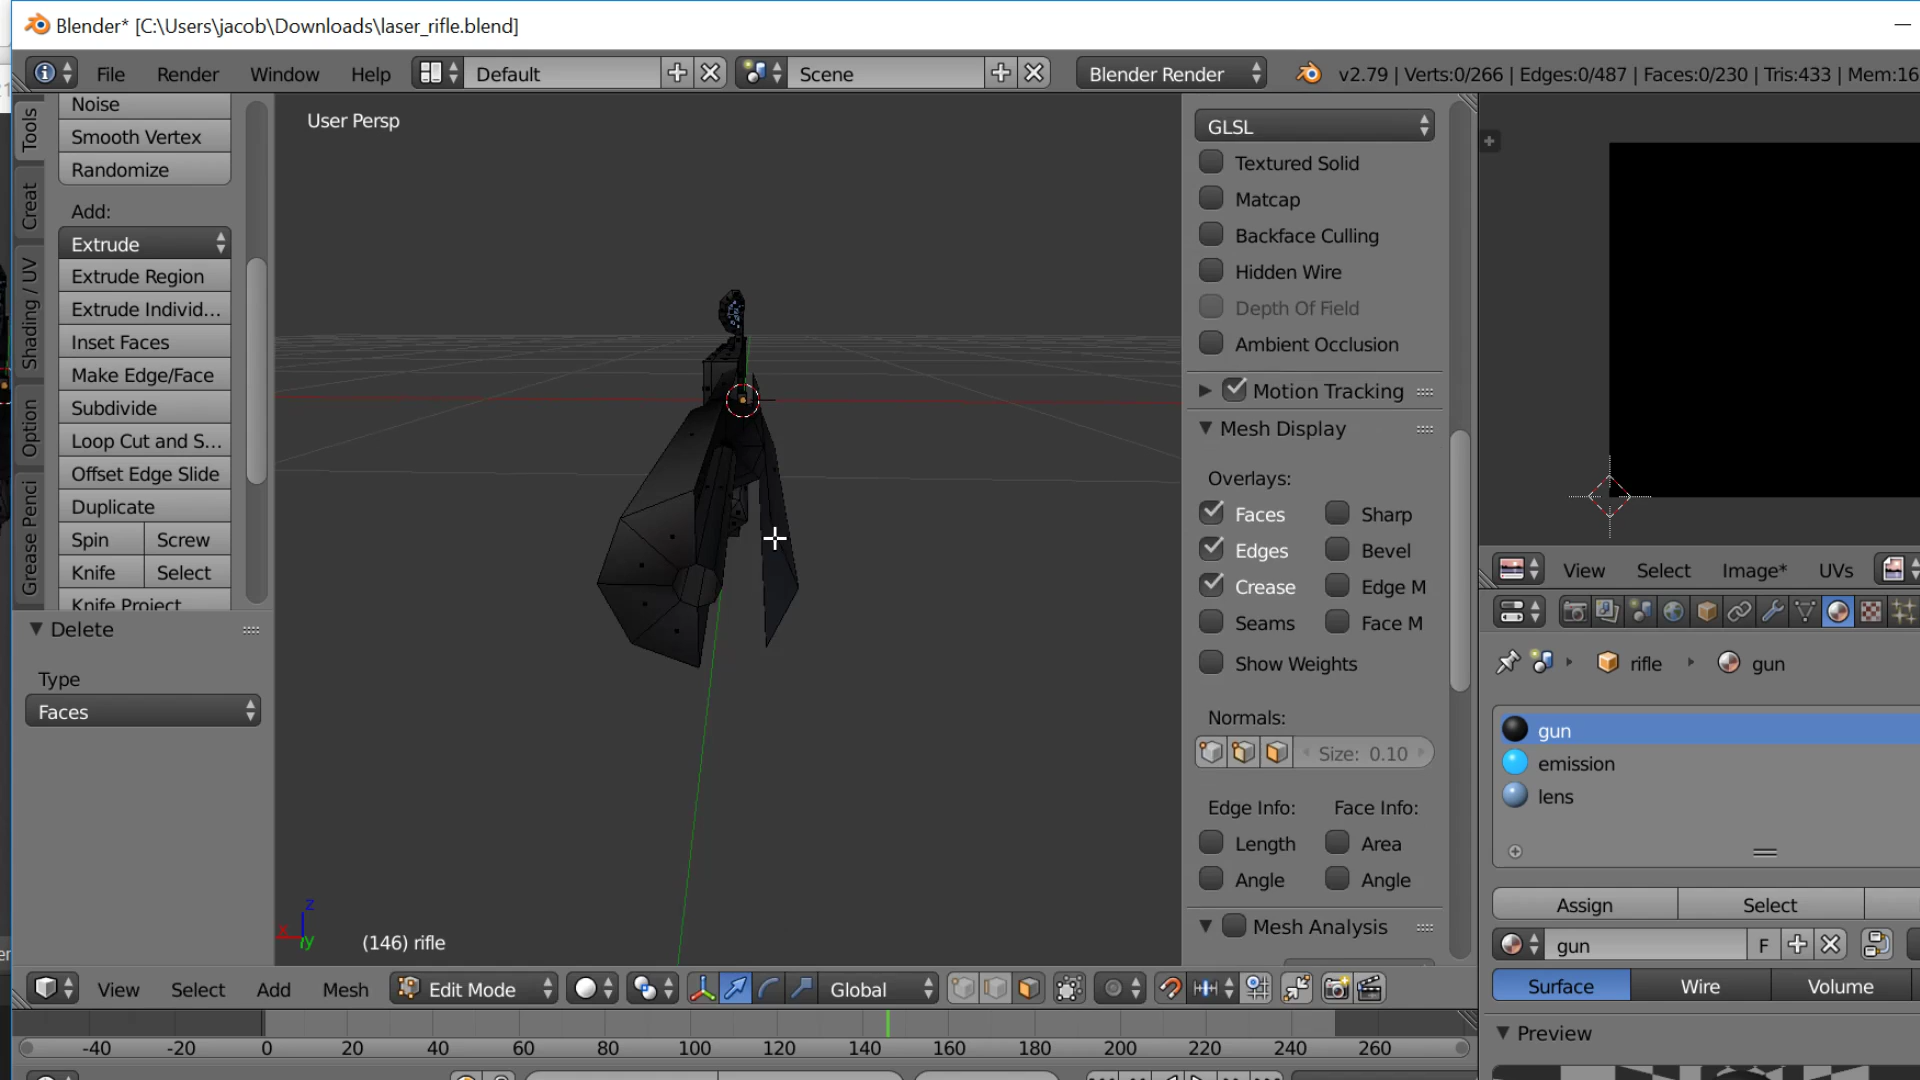 Blender* [C:\Users\jacob\Downloads\laser_rifle.blend]
File Render Window Help Default Scene Blender Render v2.79 | Verts:0/266 | Edges:0/487 | Faces:0/230 | Tris:433 | Mem:16
Tools
Creat
Shading / UV
Option
Grease Penci
Noise
Smooth Vertex
Randomize
Add:
Extrude
Extrude Region
Extrude Individ...
Inset Faces
Make Edge/Face
Subdivide
Loop Cut and S...
Offset Edge Slide
Duplicate
Spin Screw
Knife Select
Knife Project
Delete
Type
Faces
User Persp
z
x
y
(146) rifle
GLSL
Textured Solid
Matcap
Backface Culling
Hidden Wire
Depth Of Field
Ambient Occlusion
Motion Tracking
Mesh Display
Overlays:
Faces Sharp
Edges Bevel
Crease Edge M
Seams Face M
Show Weights
Normals:
Size: 0.10
Edge Info: Face Info:
Length Area
Angle Angle
Mesh Analysis
View Select Image* UVs
rifle gun
gun
emission
lens
Assign Select
gun F
Surface Wire Volume
Preview
View Select Add Mesh Edit Mode Global
-40 -20 0 20 40 60 80 100 120 140 160 180 200 220 240 260